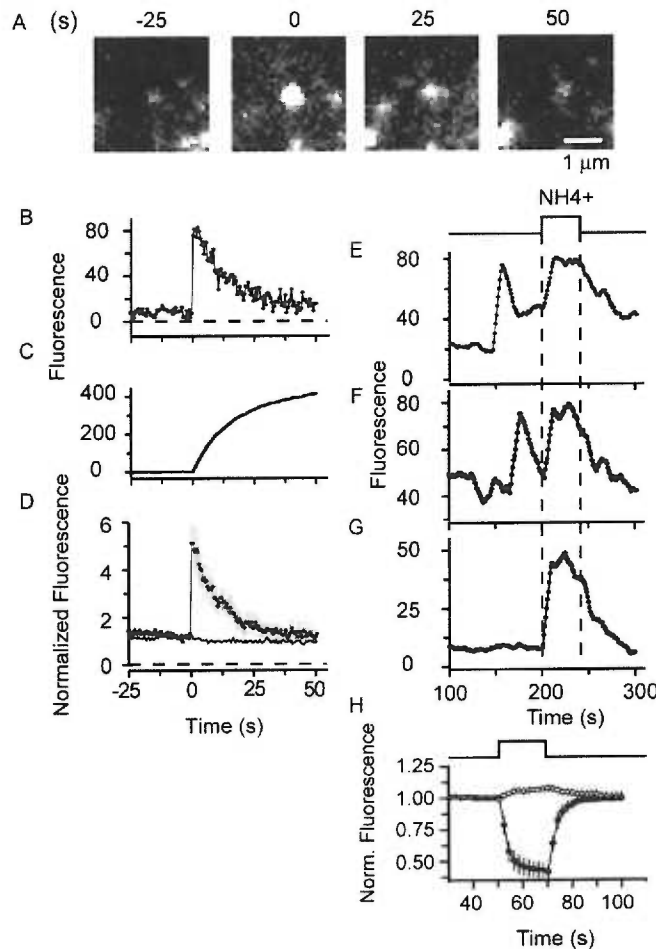 A (s) -25 0 25 50
1 μm
B
80
40
0
Fluorescence
C
400
200
0
D
6
4
2
0
Normalized Fluorescence
-25 0 25 50
Time (s)
NH4+
E
80
40
20
F
80
60
40
Fluorescence
G
50
25
0
100 200 300
Time (s)
H
1.25
1.00
0.75
0.50
Norm. Fluorescence
40 60 80 100
Time (s)